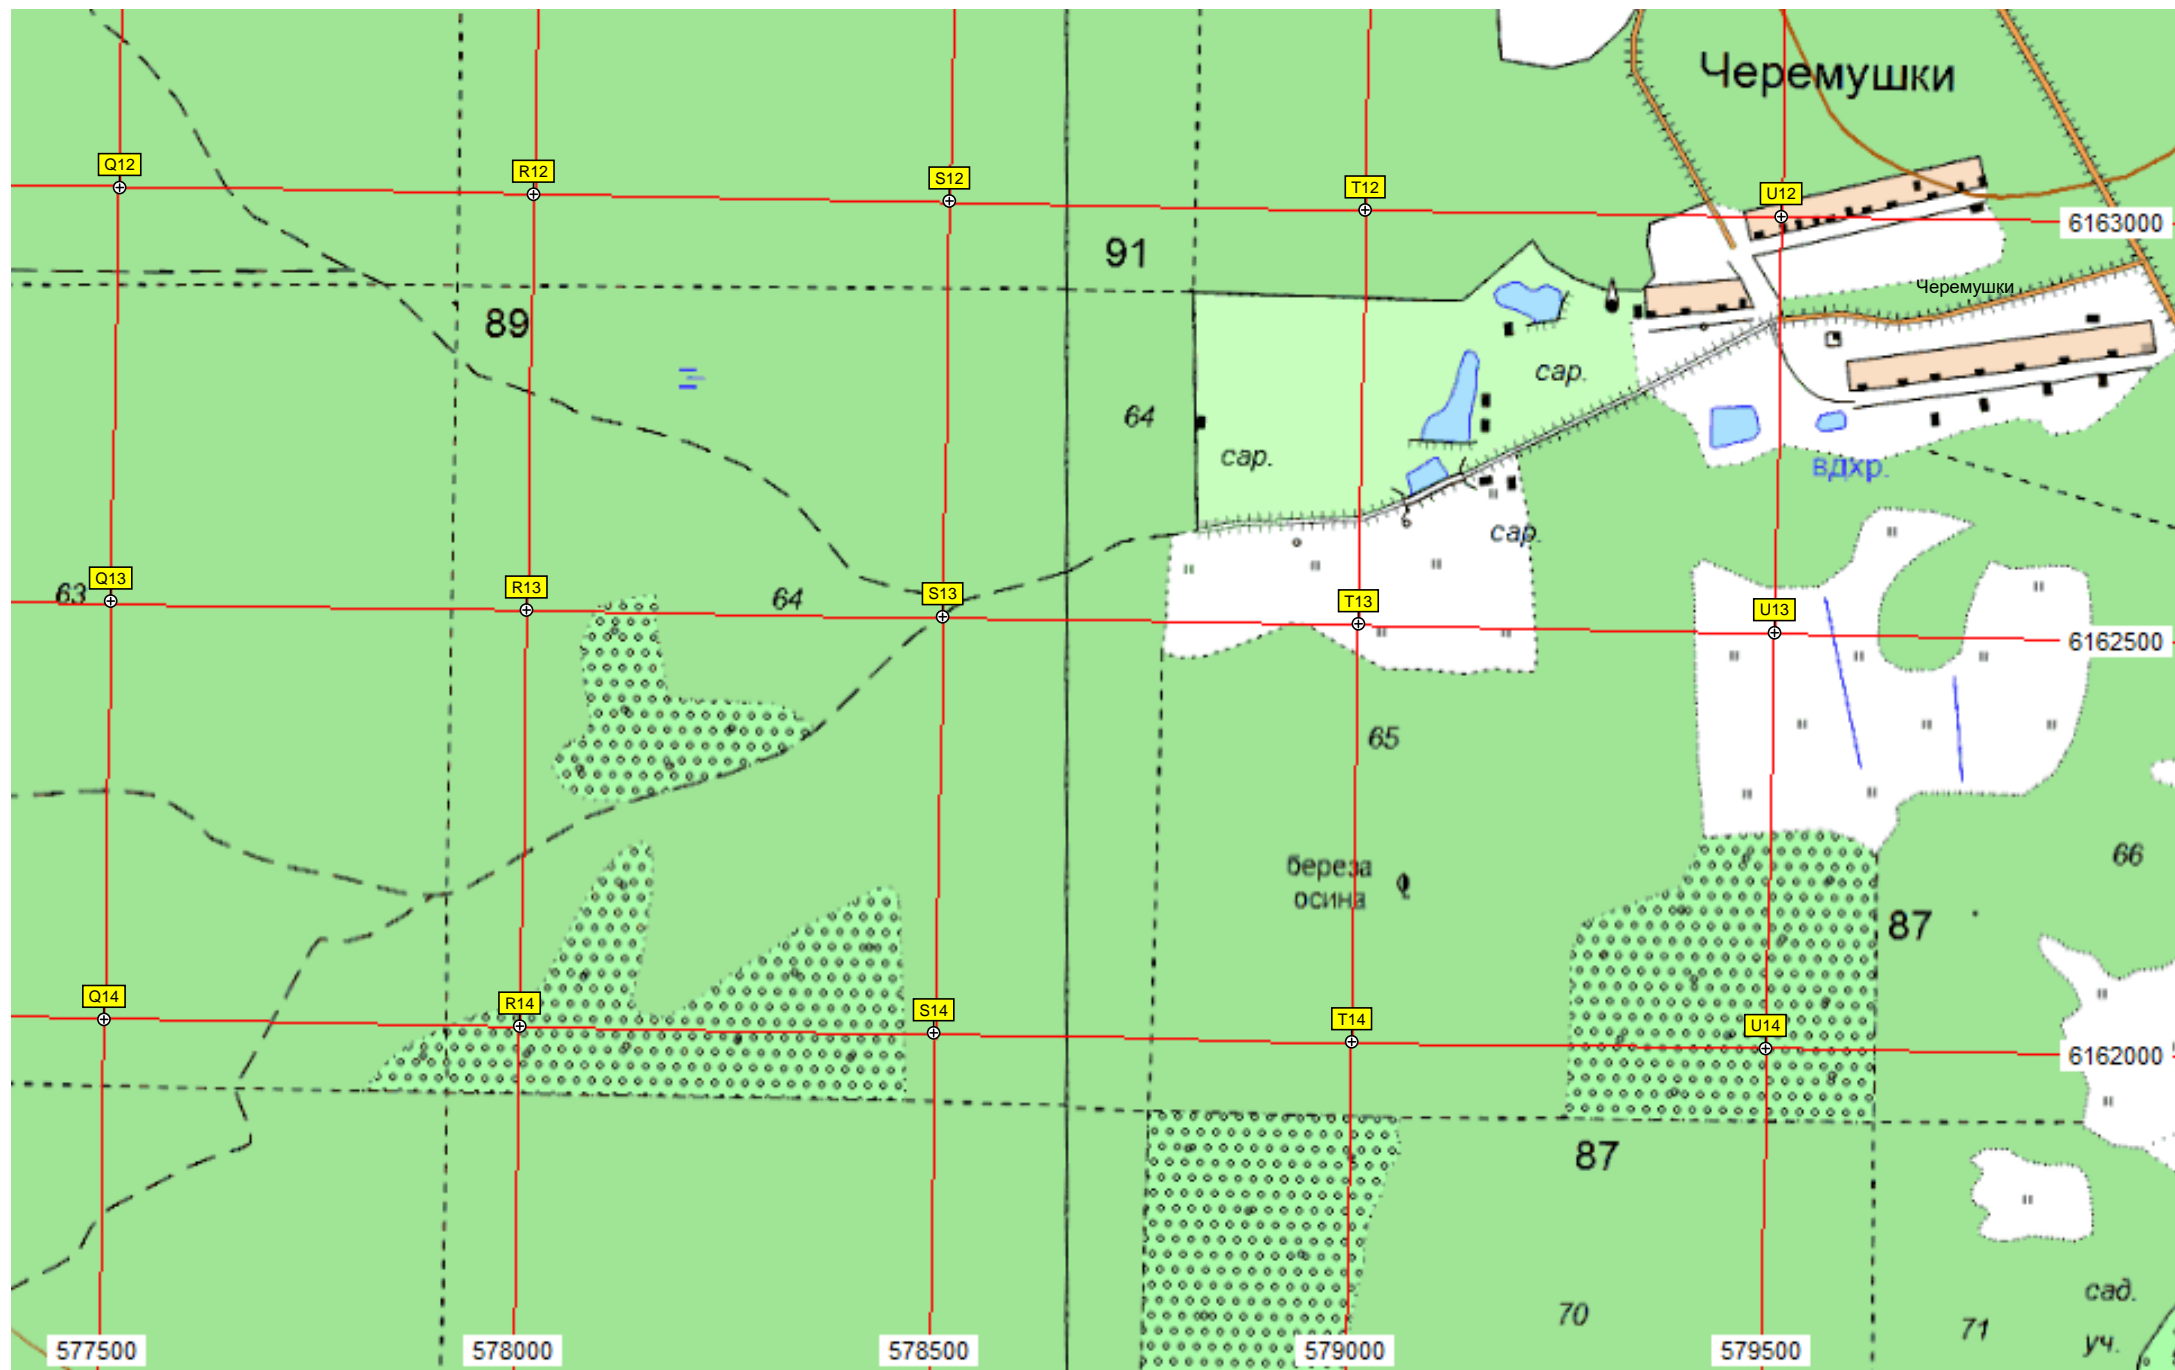 Черемушки
Q12
R12
S12
T12
U12
6163000
91
Черемушки
89
сар.
64
сар.
вдхр.
сар.
63
Q13
R13
64
S13
T13
U13
6162500
65
66
береза
осина
87
Q14
R14
S14
T14
U14
6162000
87
сад.
70
71
уч.
577500
578000
578500
579000
579500